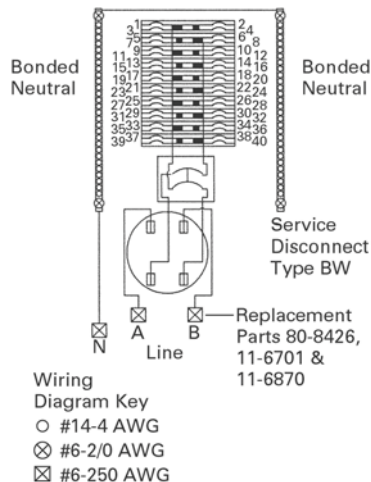 1 2
3 4
5 6
7 8
9 10
11 12
13 14
15 16
17 18
19 20
21 22
23 24
25 26
27 28
29 30
31 32
33 34
35 36
37 38
39 40
Bonded
Neutral
Bonded
Neutral
Service
Disconnect
Type BW
N
A
B
Line
Replacement
Parts 80-8426,
11-6701 &
11-6870
Wiring
Diagram Key
#14-4 AWG
#6-2/0 AWG
#6-250 AWG